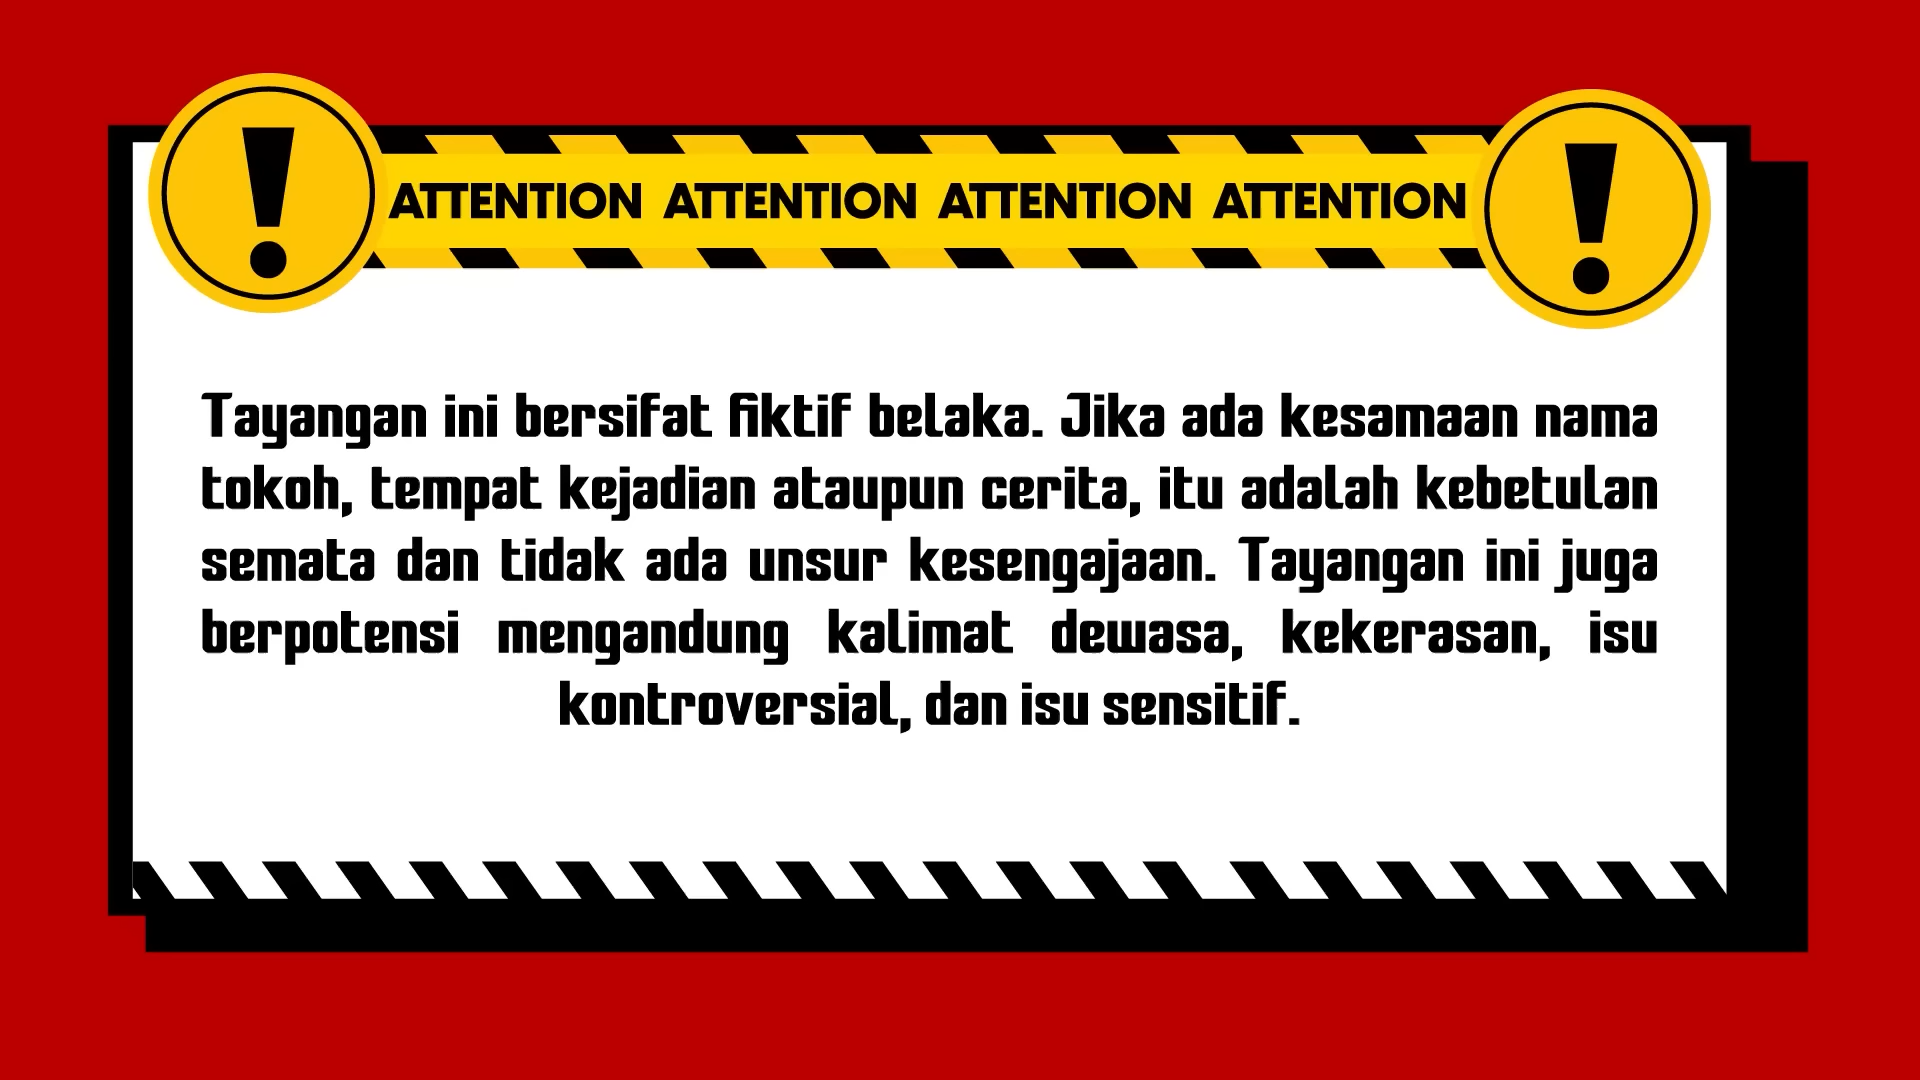 ATTENTION ATTENTION ATTENTION ATTENTION
Tayangan ini bersifat fiktif belaka. Jika ada kesamaan nama
tokoh, tempat kejadian ataupun cerita, itu adalah kebetulan
semata dan tidak ada unsur kesengajaan. Tayangan ini juga
berpotensi mengandung kalimat dewasa, kekerasan, isu
kontroversial, dan isu sensitif.